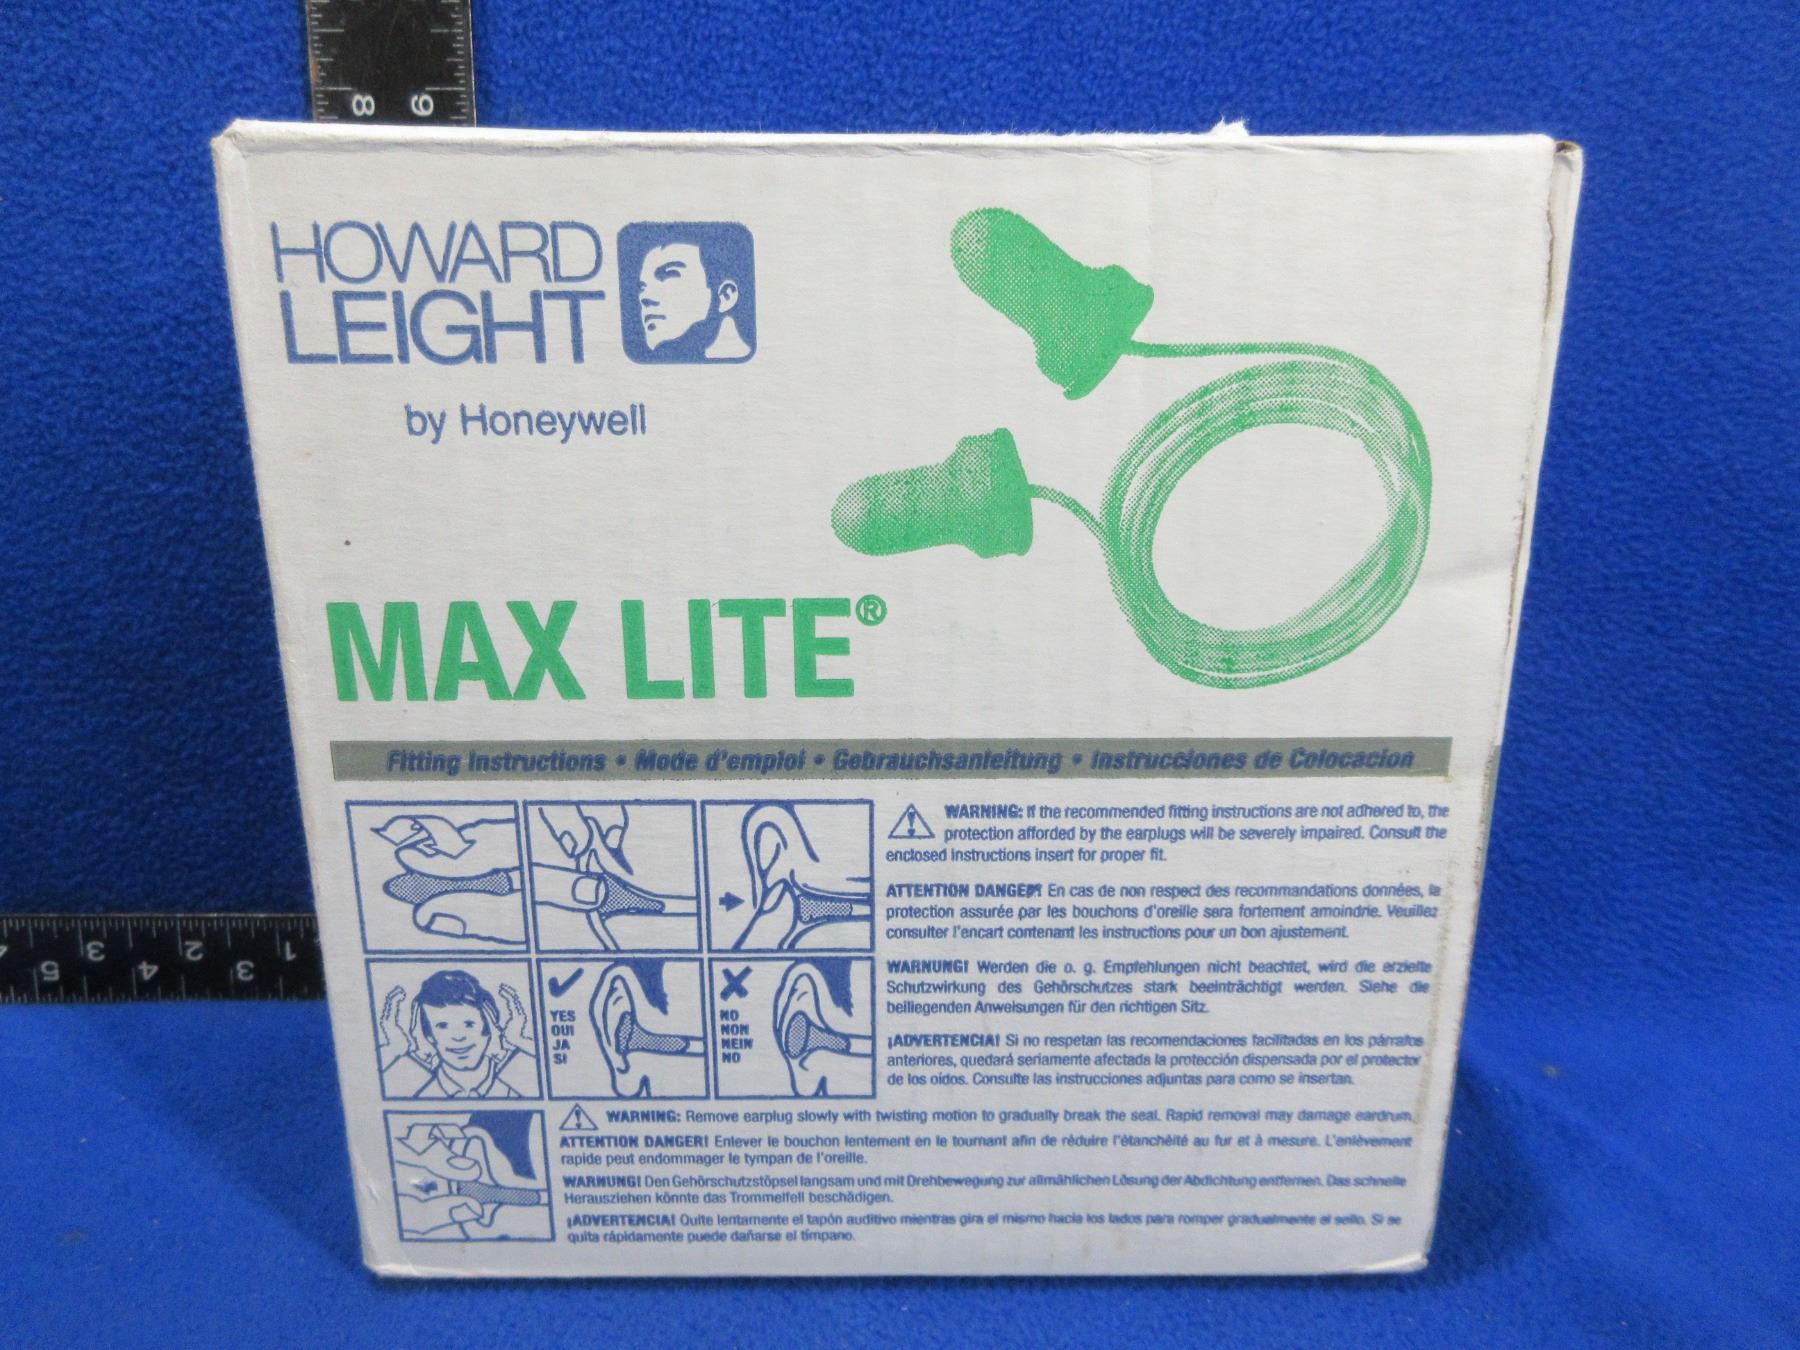 8 9
HOWARD
LEIGHT
by Honeywell
MAX LITE®
Fitting Instructions • Mode d'emploi • Gebrauchsanleitung • Instrucciones de Colocacion
WARNING: If the recommended fitting instructions are not adhered to, the
protection afforded by the earplugs will be severely impaired. Consult the
enclosed instructions insert for proper fit.
ATTENTION DANGER! En cas de non respect des recommandations données, la
protection assurée par les bouchons d'oreille sera fortement amoindrie. Veuillez
consulter l'encart contenant les instructions pour un bon ajustement.
WARNUNG! Werden die o. g. Empfehlungen nicht beachtet, wird die erzielte
Schutzwirkung des Gehörschutzes stark beeinträchtigt werden. Siehe die
beiliegenden Anweisungen für den richtigen Sitz.
¡ADVERTENCIA! Si no respetan las recomendaciones facilitadas en los párrafos
anteriores, quedará seriamente afectada la protección dispensada por el protector
de los oídos. Consulte las instrucciones adjuntas para como se insertan.
YES
OUI
JA
SI
NO
NON
NEIN
NO
WARNING: Remove earplug slowly with twisting motion to gradually break the seal. Rapid removal may damage eardrum.
ATTENTION DANGER! Enlever le bouchon lentement en le tournant afin de réduire l'étanchèité au fur et à mesure. L'enlèvement
rapide peut endommager le tympan de l'oreille.
WARNUNG! Den Gehörschutzstöpsel langsam und mit Drehbewegung zur allmählichen Lösung der Abdichtung entfernen. Das schnelle
Herausziehen könnte das Trommelfell beschädigen.
¡ADVERTENCIA! Quite lentamente el tapón auditivo mientras gira el mismo hacia los lados para romper gradualmente el sello. Si se
quita rápidamente puede dañarse el tímpano.
4 3 2 1
5 4 3